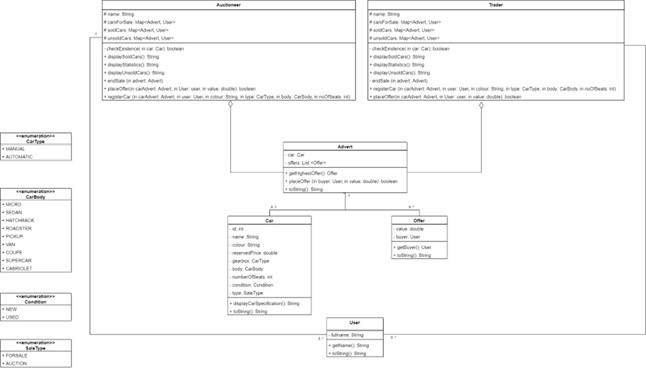 Auctioneer
# name: String
# carsForSale: Map<Advert, User>
# soldCars: Map<Advert, User>
# unsoldCars: Map<Advert, User>
- checkExistence( in car: Car): boolean
+ displaySoldCars(): String
+ displayStatistics(): String
+ displayUnsoldCars(): String
+ endSale (in advert: Advert)
+ placeOffer(in carAdvert: Advert, in User: user, in value: double): boolean
+ registerCar (in carAdvert: Advert, in user: User, in colour: String, in type: CarType, in body: CarBody, in noOfSeats: int)
Trader
# name: String
# carsForSale: Map<Advert, User>
# soldCars: Map<Advert, User>
# unsoldCars: Map<Advert, User>
- checkExistence( in car: Car): boolean
+ displaySoldCars(): String
+ displayStatistics(): String
+ displayUnsoldCars(): String
+ endSale (in advert: Advert)
+ registerCar (in carAdvert: Advert, in user: User, in colour: String, in type: CarType, in body: CarBody, in noOfSeats: int)
+ placeOffer(in carAdvert: Advert, in User: user, in value: double): boolean
<<enumeration>>
CarType
+ MANUAL
+ AUTOMATIC
Advert
- car: Car
- offers: List <Offer>
+ getHighestOffer(): Offer
+ placeOffer (in buyer: User, in value: double): boolean
+ toString(): String
<<enumeration>>
CarBody
+ MICRO
+ SEDAN
+ HATCHBACK
+ ROADSTER
+ PICKUP
+ VAN
+ COUPE
+ SUPERCAR
+ CABRIOLET
Car
- id: int
- name: String
- colour: String
- reservedPrice: double
- gearbox: CarType
- body: CarBody
- numberOfSeats: int
- condition: Condition
- type: SaleType
+ displayCarSpecification(): String
+ toString(): String
Offer
- value: double
- buyer: User
+ getBuyer(): User
+ toString(): String
<<enumeration>>
Condition
+ NEW
+ USED
User
- fullname: String
+ getName(): String
+ toString(): String
<<enumeration>>
SaleType
+ FORSALE
+ AUCTION